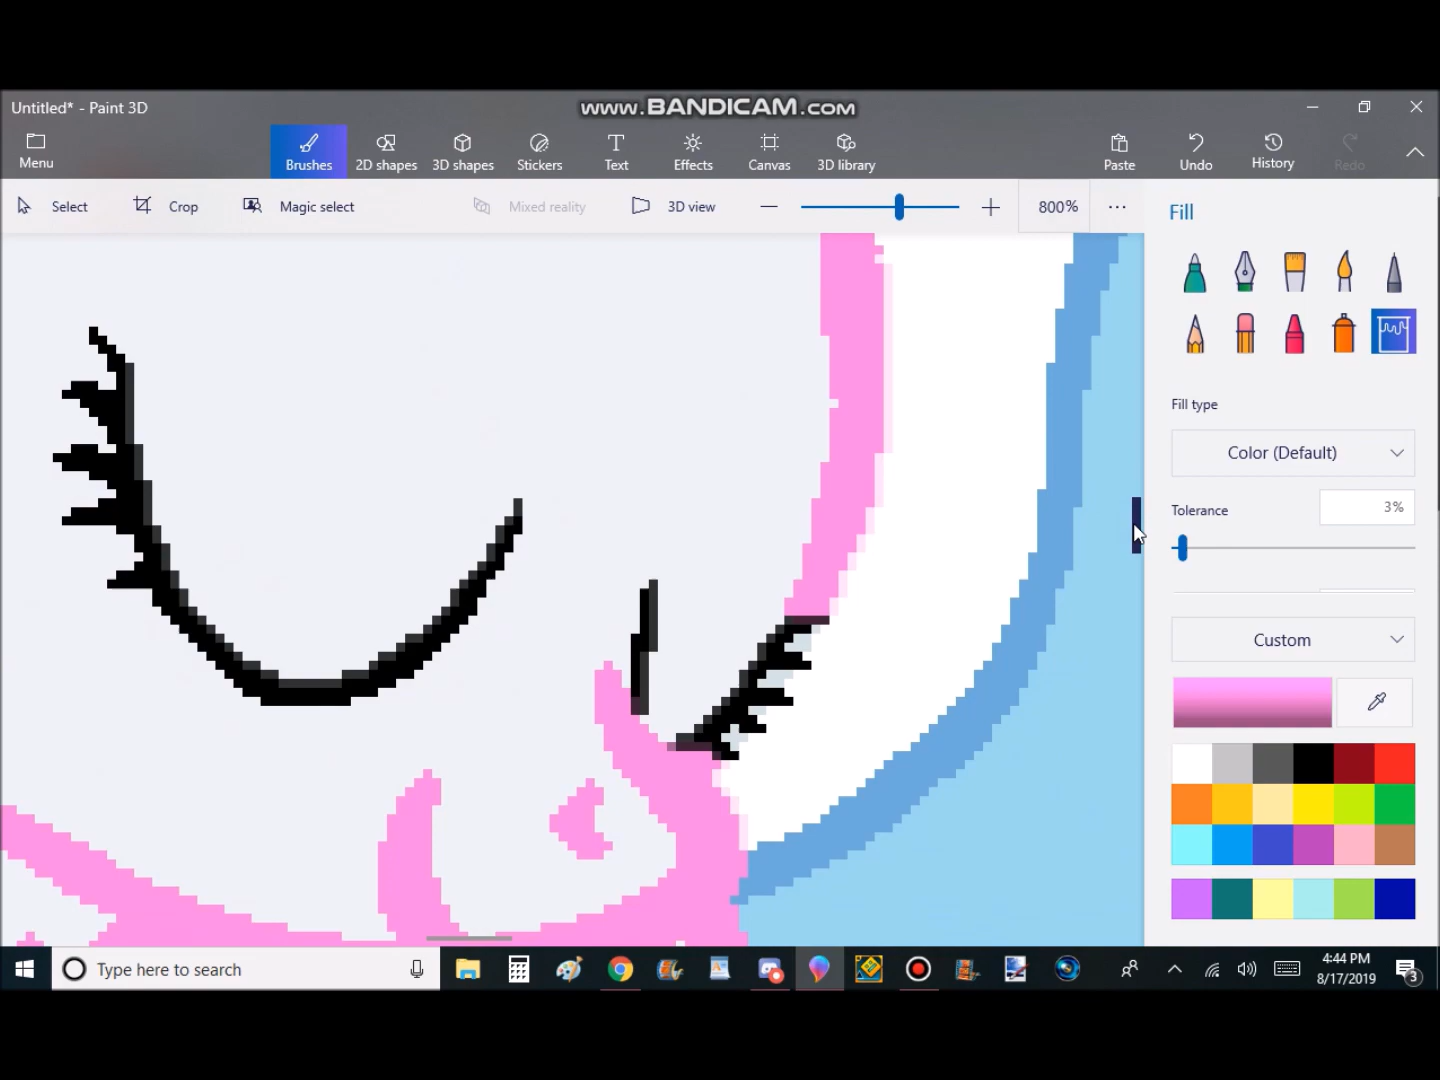 Untitled* - Paint 3D
www.BANDICAM.com
Menu
Brushes
2D shapes
3D shapes
Stickers
Text
Effects
Canvas
3D library
Paste
Undo
History
Redo
Select
Crop
Magic select
Mixed reality
3D view
800%
Fill
Fill type
Color (Default)
Tolerance
3%
Custom
Type here to search
4:44 PM
8/17/2019
3